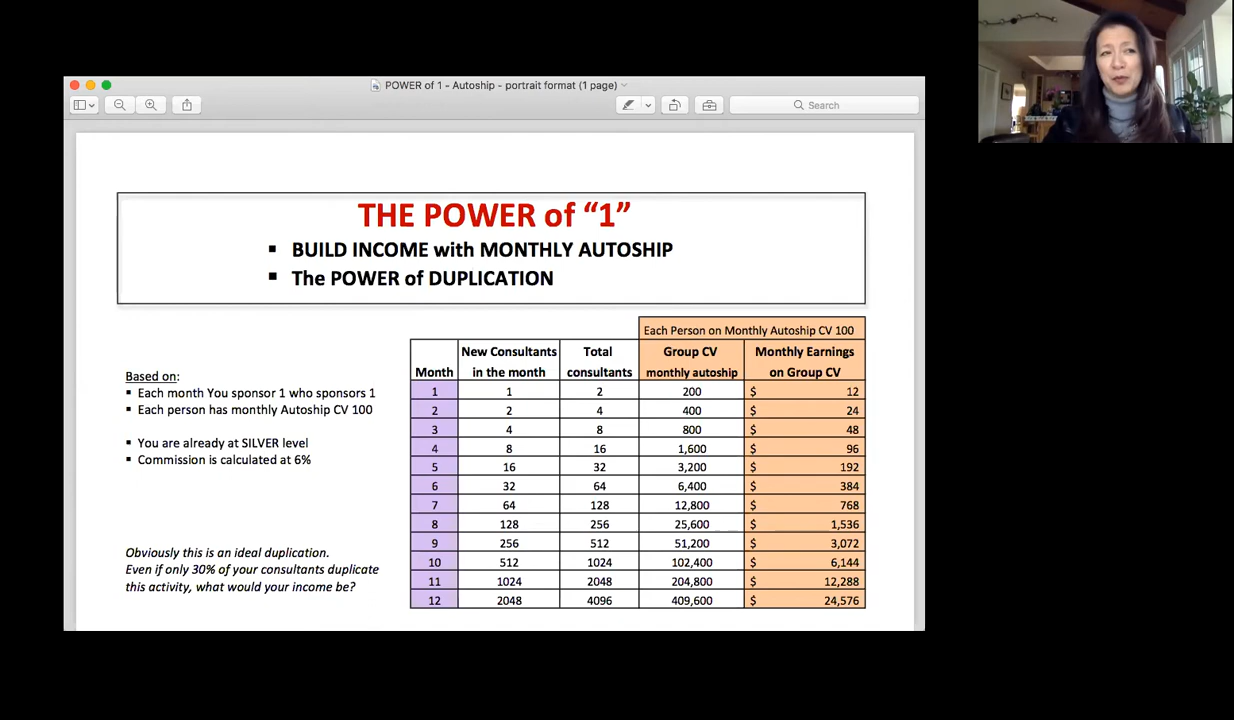 POWER of 1 - Autoship - portrait format (1 page)
Search
THE POWER of “1”
▪ BUILD INCOME with MONTHLY AUTOSHIP
▪ The POWER of DUPLICATION
Based on:
▪ Each month You sponsor 1 who sponsors 1
▪ Each person has monthly Autoship CV 100
▪ You are already at SILVER level
▪ Commission is calculated at 6%
Obviously this is an ideal duplication.
Even if only 30% of your consultants duplicate
this activity, what would your income be?
Each Person on Monthly Autoship CV 100
New Consultants Total Group CV Monthly Earnings
Month in the month consultants monthly autoship on Group CV
1 1 2 200 $ 12
2 2 4 400 $ 24
3 4 8 800 $ 48
4 8 16 1,600 $ 96
5 16 32 3,200 $ 192
6 32 64 6,400 $ 384
7 64 128 12,800 $ 768
8 128 256 25,600 $ 1,536
9 256 512 51,200 $ 3,072
10 512 1024 102,400 $ 6,144
11 1024 2048 204,800 $ 12,288
12 2048 4096 409,600 $ 24,576